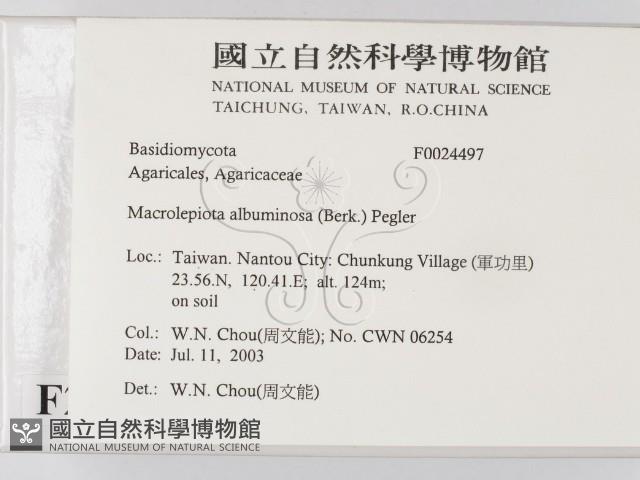 國立自然科學博物館
NATIONAL MUSEUM OF NATURAL SCIENCE
TAICHUNG, TAIWAN, R.O.CHINA
Basidiomycota F0024497
Agaricales, Agaricaceae
Macrolepiota albuminosa (Berk.) Pegler
Loc.: Taiwan. Nantou City: Chunkung Village (軍功里)
23.56.N, 120.41.E; alt. 124m;
on soil
Col.: W.N. Chou(周文能); No. CWN 06254
Date: Jul. 11, 2003
Det.: W.N. Chou(周文能)
國立自然科學博物館
NATIONAL MUSEUM OF NATURAL SCIENCE